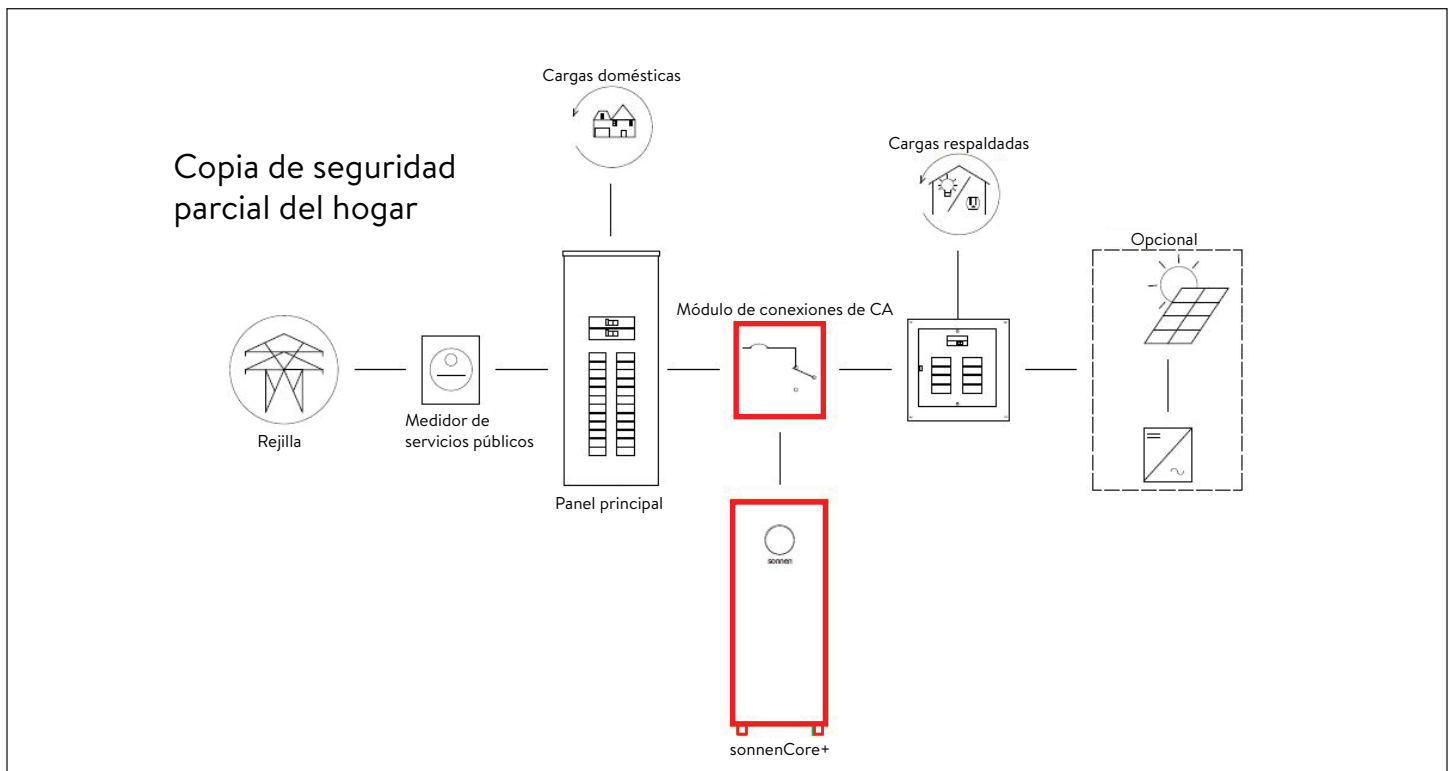 Cargas domésticas
Cargas respaldadas
Copia de seguridad
parcial del hogar
Opcional
Módulo de conexiones de CA
Rejilla
Medidor de
servicios públicos
Panel principal
sonnen
sonnenCore+